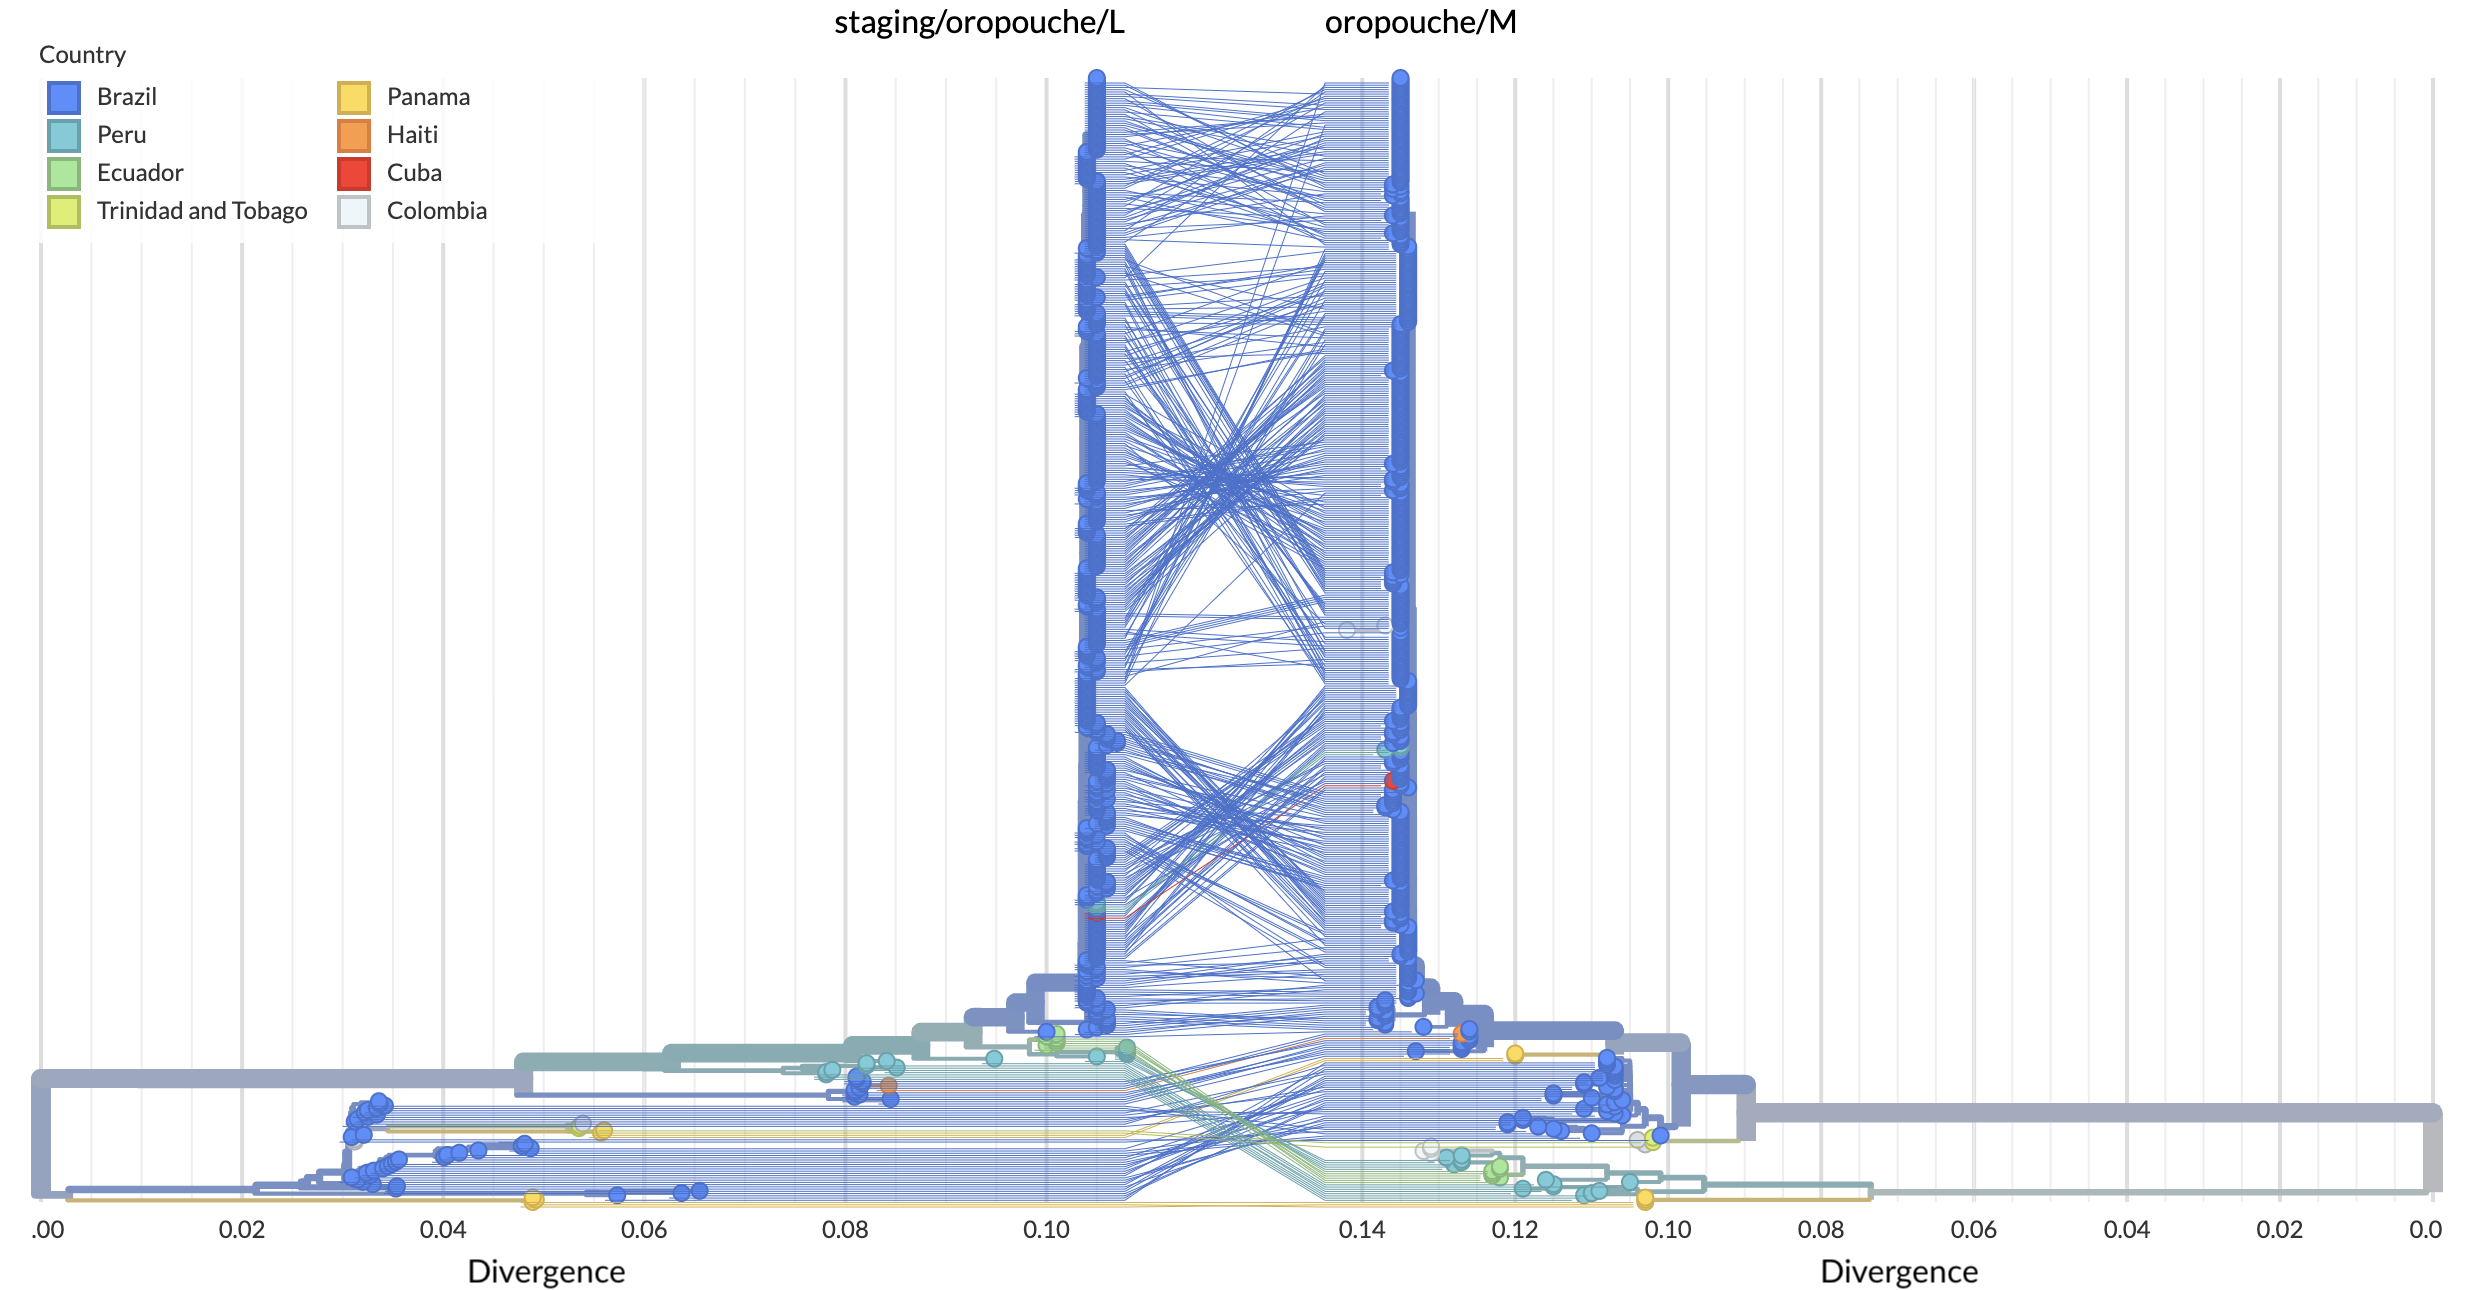 staging/oropouche/L oropouche/M
Country
Brazil Panama
Peru Haiti
Ecuador Cuba
Trinidad and Tobago Colombia
.00 0.02 0.04 0.06 0.08 0.10 0.14 0.12 0.10 0.08 0.06 0.04 0.02 0.0
Divergence Divergence